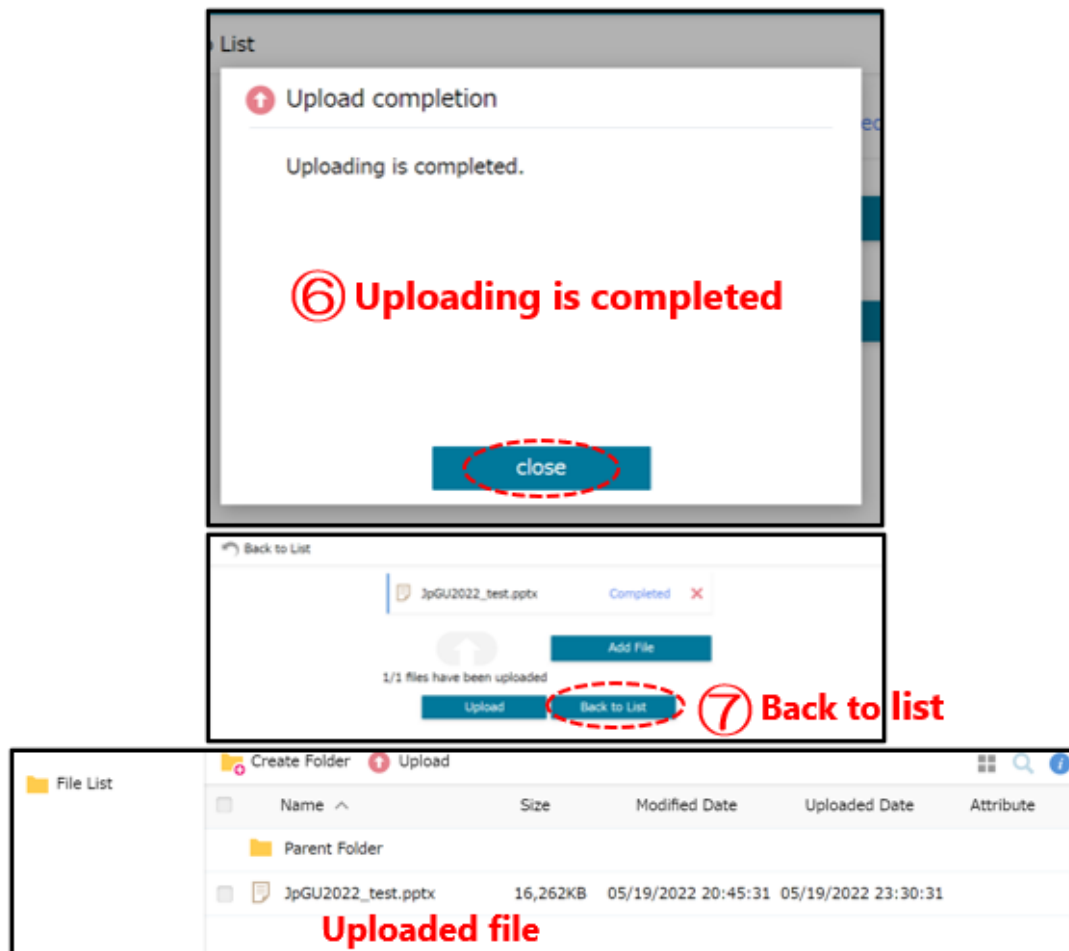 List
Upload completion
Uploading is completed.
⑥ Uploading is completed
close
Back to List
JpGU2022_test.pptx Completed
Add File
1/1 files have been uploaded
Upload Back to List ⑦ Back to list
File List
Create Folder Upload
Name Size Modified Date Uploaded Date Attribute
Parent Folder
JpGU2022_test.pptx 16,262KB 05/19/2022 20:45:31 05/19/2022 23:30:31
Uploaded file